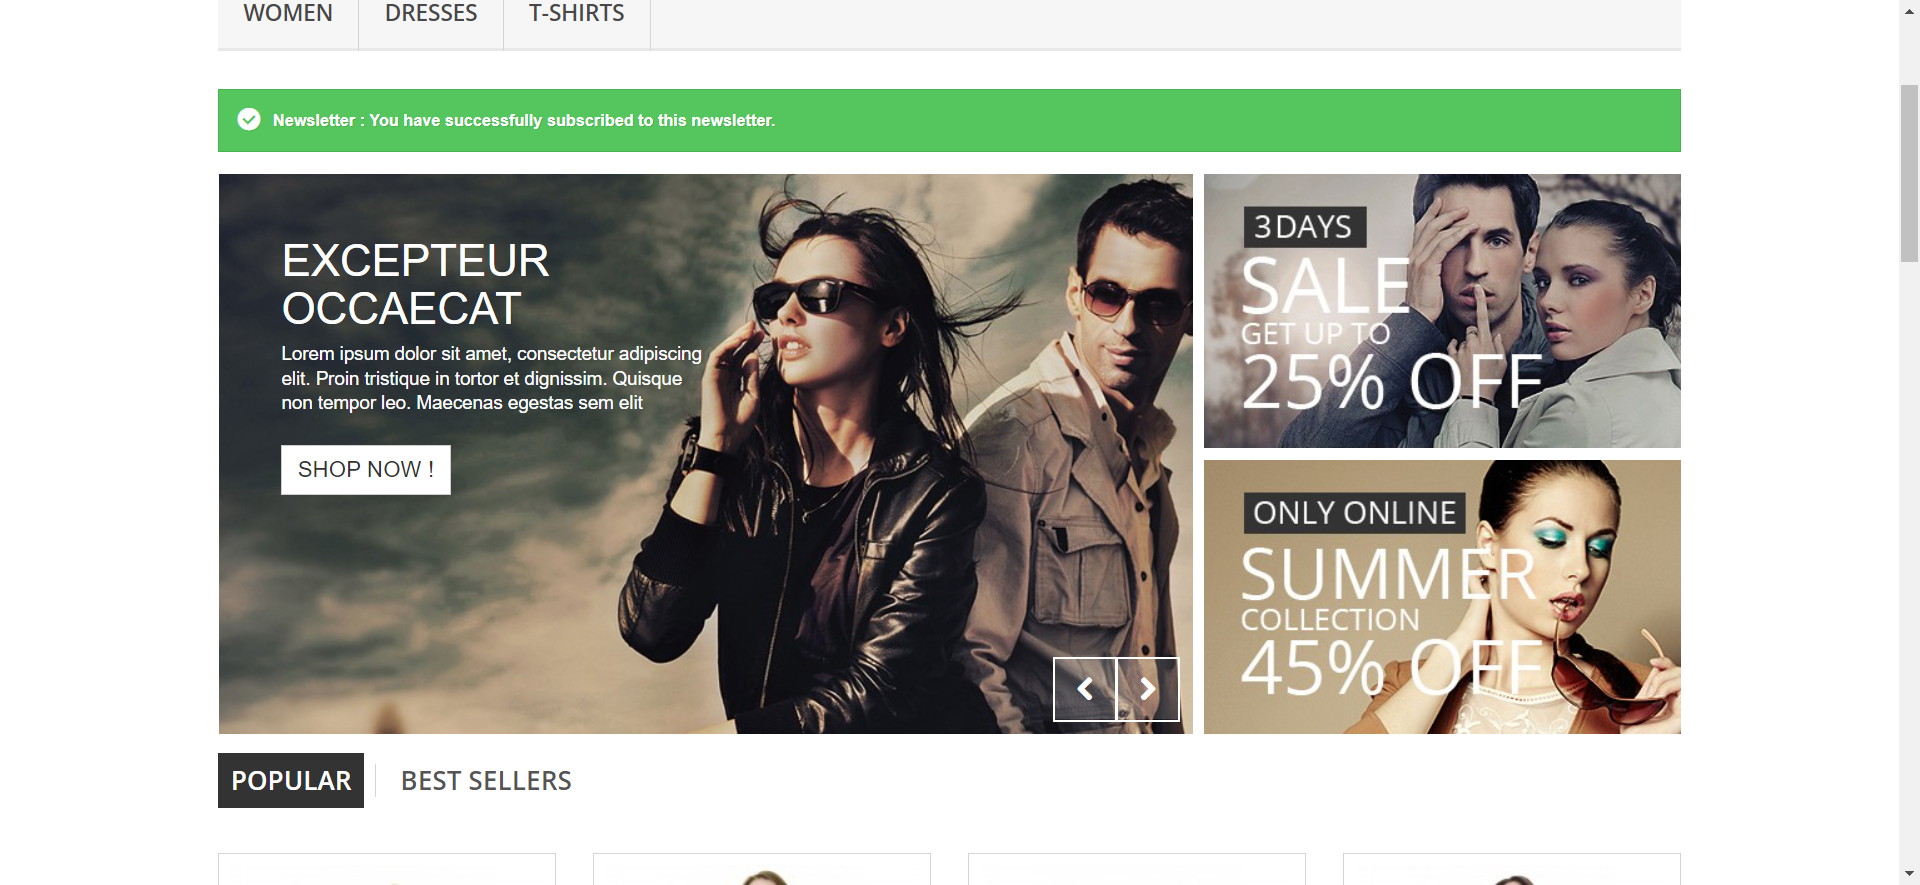 WOMEN
DRESSES
T-SHIRTS
Newsletter : You have successfully subscribed to this newsletter.
EXCEPTEUR
OCCAECAT
Lorem ipsum dolor sit amet, consectetur adipiscing
elit. Proin tristique in tortor et dignissim. Quisque
non tempor leo. Maecenas egestas sem elit
SHOP NOW !
3 DAYS
SALE
GET UP TO
25% OFF
ONLY ONLINE
SUMMER
COLLECTION
45% OFF
POPULAR
BEST SELLERS